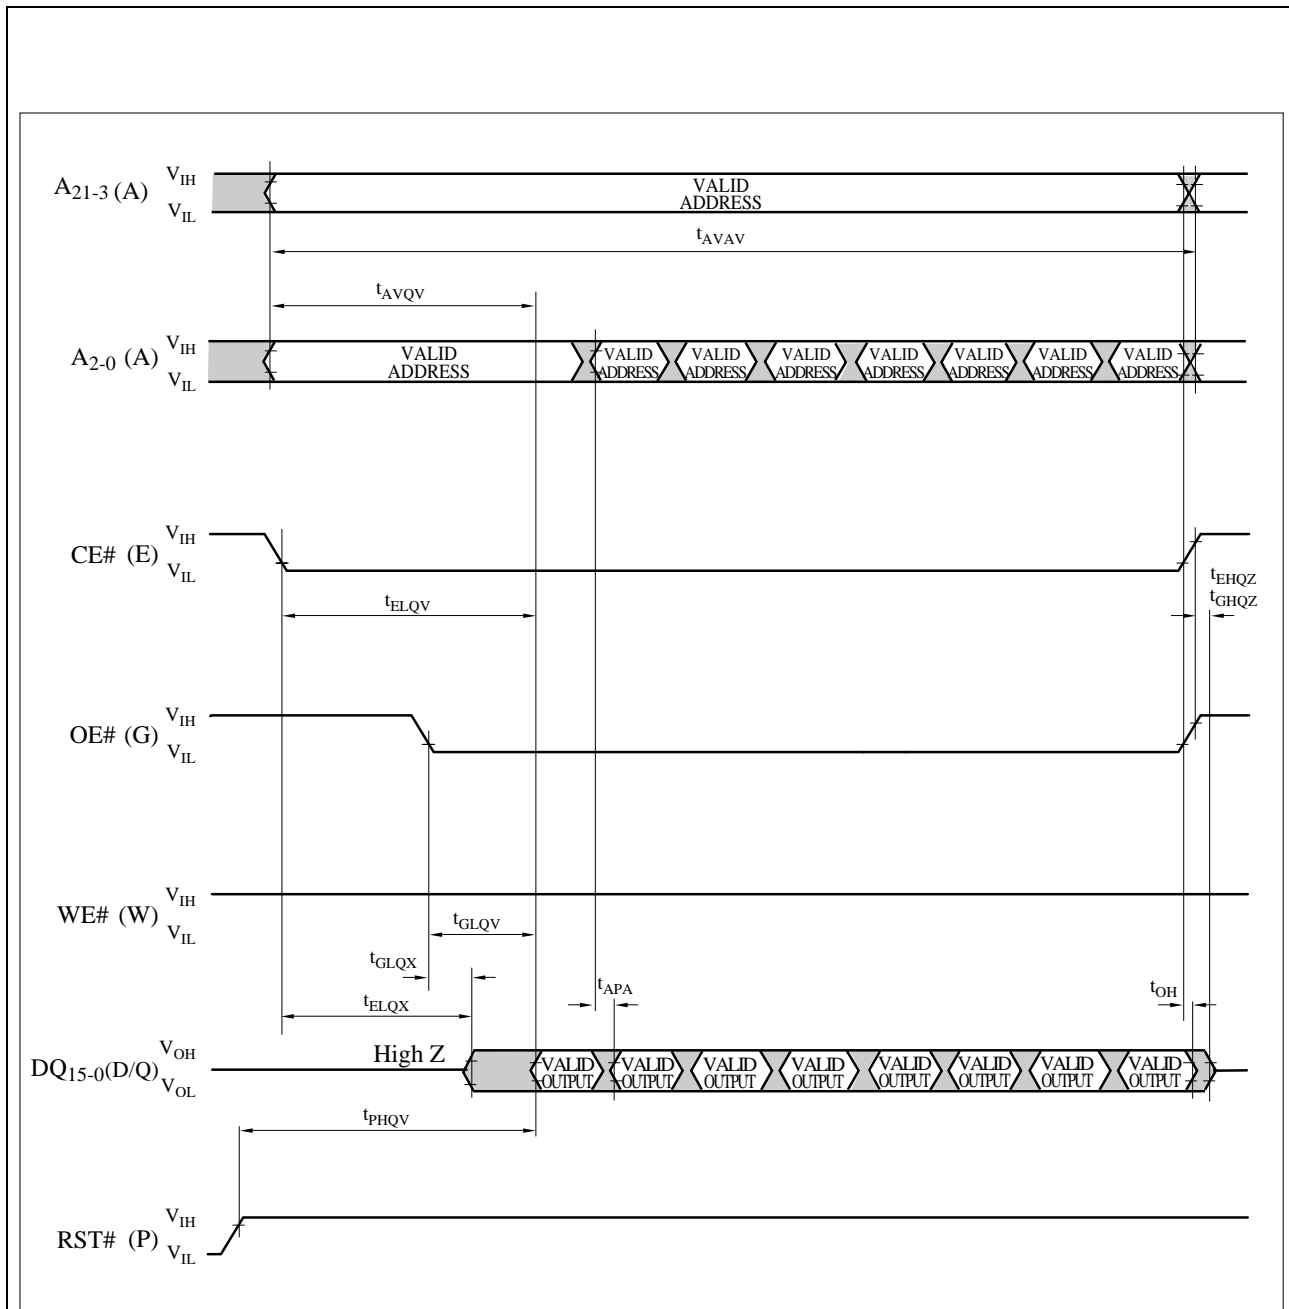 A21-3 (A) VIH VIL VALID ADDRESS
tAVAV
tAVQV
A2-0 (A) VIH VIL VALID ADDRESS VALID ADDRESS VALID ADDRESS VALID ADDRESS VALID ADDRESS VALID ADDRESS VALID ADDRESS VALID ADDRESS
CE# (E) VIH VIL
tEHQZ
tGHQZ
tELQV
OE# (G) VIH VIL
WE# (W) VIH VIL
tGLQV
tGLQX
tAPA
tOH
tELQX
DQ15-0(D/Q) VOH VOL High Z VALID OUTPUT VALID OUTPUT VALID OUTPUT VALID OUTPUT VALID OUTPUT VALID OUTPUT VALID OUTPUT VALID OUTPUT
tPHQV
RST# (P) VIH VIL